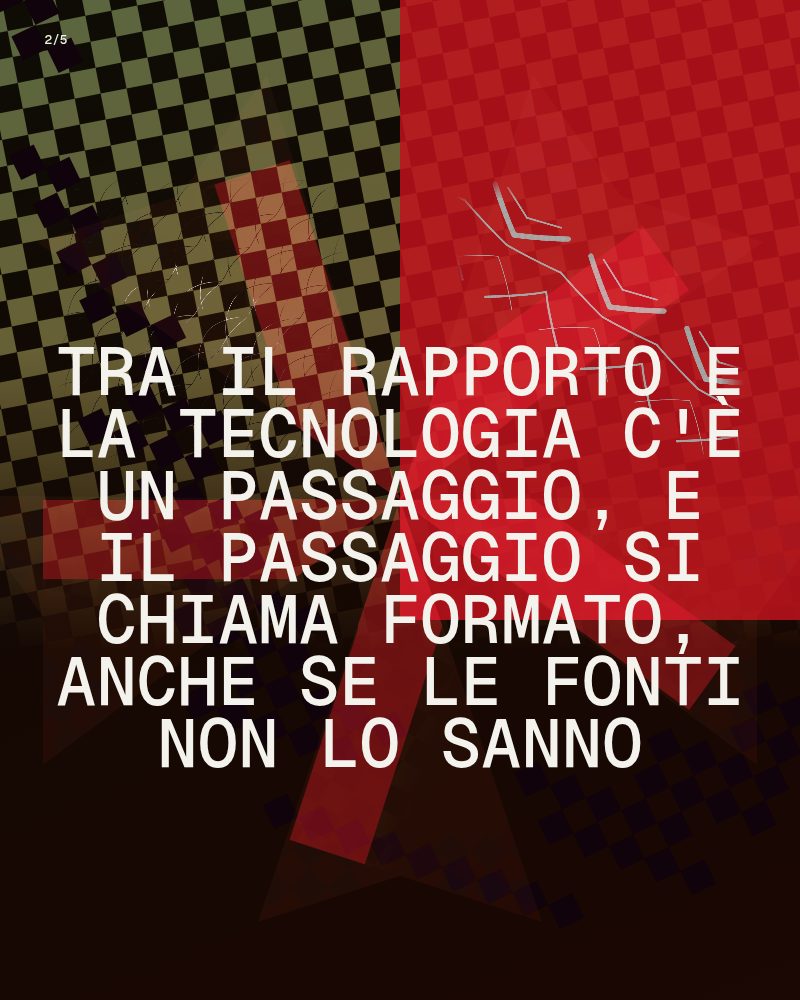 2/5
TRA IL RAPPORTO E
LA TECNOLOGIA C'È
UN PASSAGGIO, E
IL PASSAGGIO SI
CHIAMA FORMATO,
ANCHE SE LE FONTI
NON LO SANNO